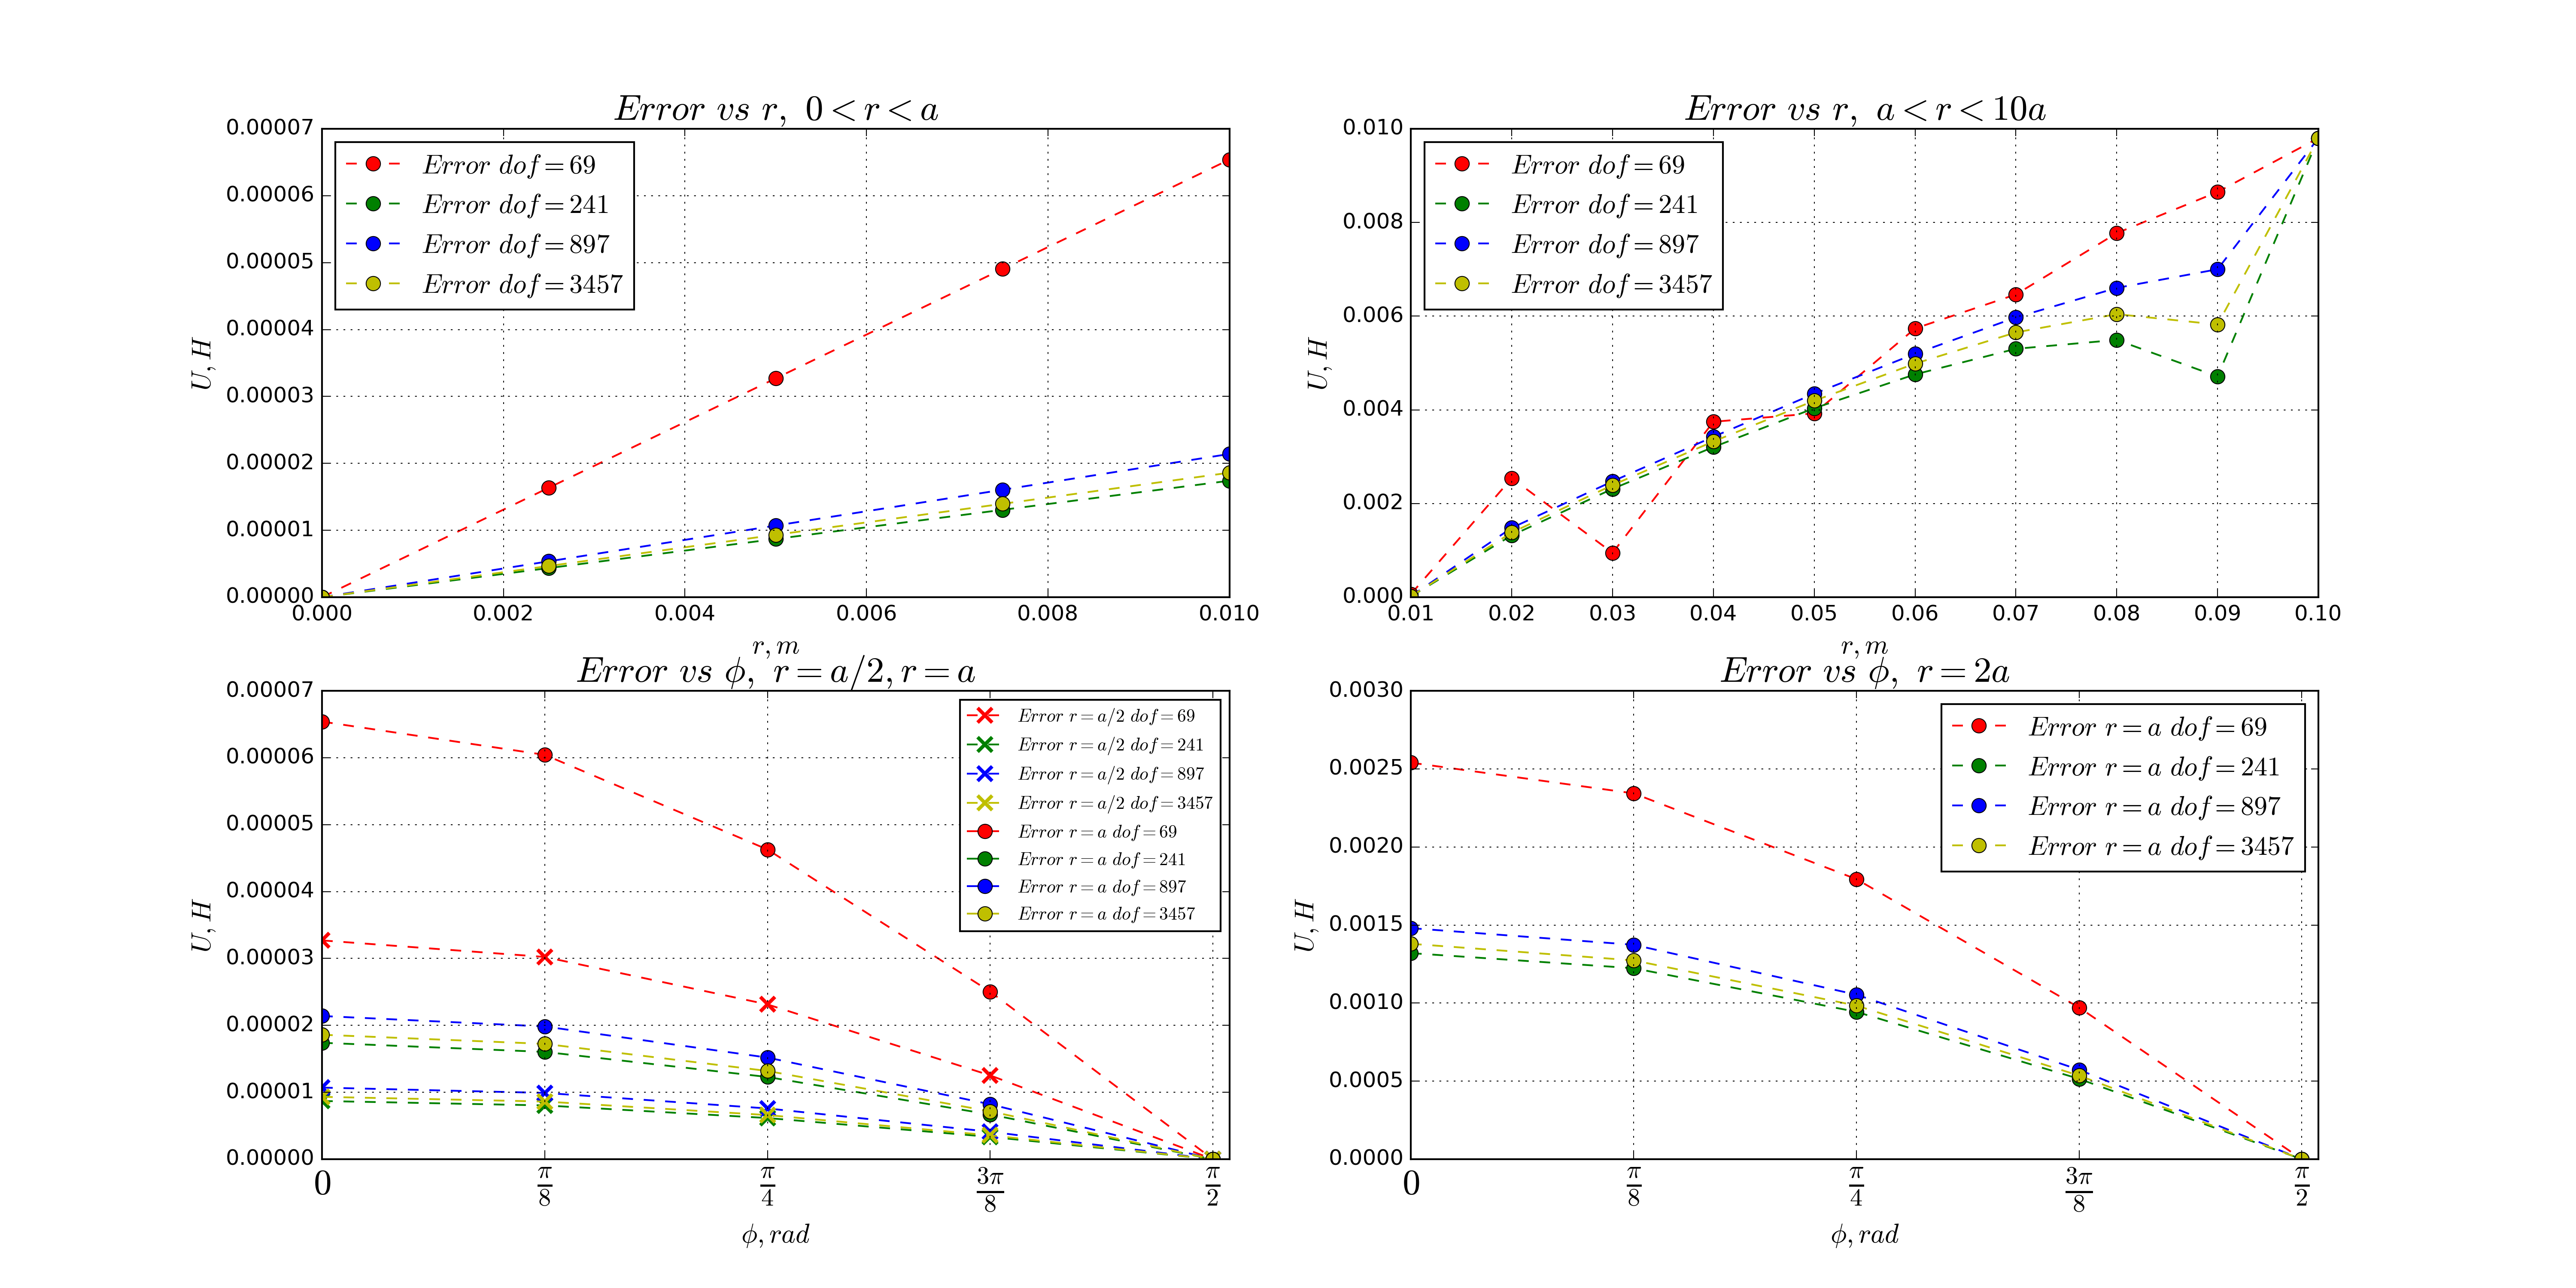 Error vs r, 0 < r < a
0.00007
0.00006
0.00005
0.00004
0.00003
0.00002
0.00001
0.00000
U, H
Error dof = 69
Error dof = 241
Error dof = 897
Error dof = 3457
0.000 0.002 0.004 0.006 0.008 0.010
r, m
Error vs r, a < r < 10a
0.010
0.008
0.006
0.004
0.002
0.000
U, H
Error dof = 69
Error dof = 241
Error dof = 897
Error dof = 3457
0.01 0.02 0.03 0.04 0.05 0.06 0.07 0.08 0.09 0.10
r, m
Error vs ϕ, r = a/2, r = a
0.00007
0.00006
0.00005
0.00004
0.00003
0.00002
0.00001
0.00000
U, H
Error r = a/2 dof = 69
Error r = a/2 dof = 241
Error r = a/2 dof = 897
Error r = a/2 dof = 3457
Error r = a dof = 69
Error r = a dof = 241
Error r = a dof = 897
Error r = a dof = 3457
0 π/8 π/4 3π/8 π/2
ϕ, rad
Error vs ϕ, r = 2a
0.0030
0.0025
0.0020
0.0015
0.0010
0.0005
0.0000
U, H
Error r = a dof = 69
Error r = a dof = 241
Error r = a dof = 897
Error r = a dof = 3457
0 π/8 π/4 3π/8 π/2
ϕ, rad